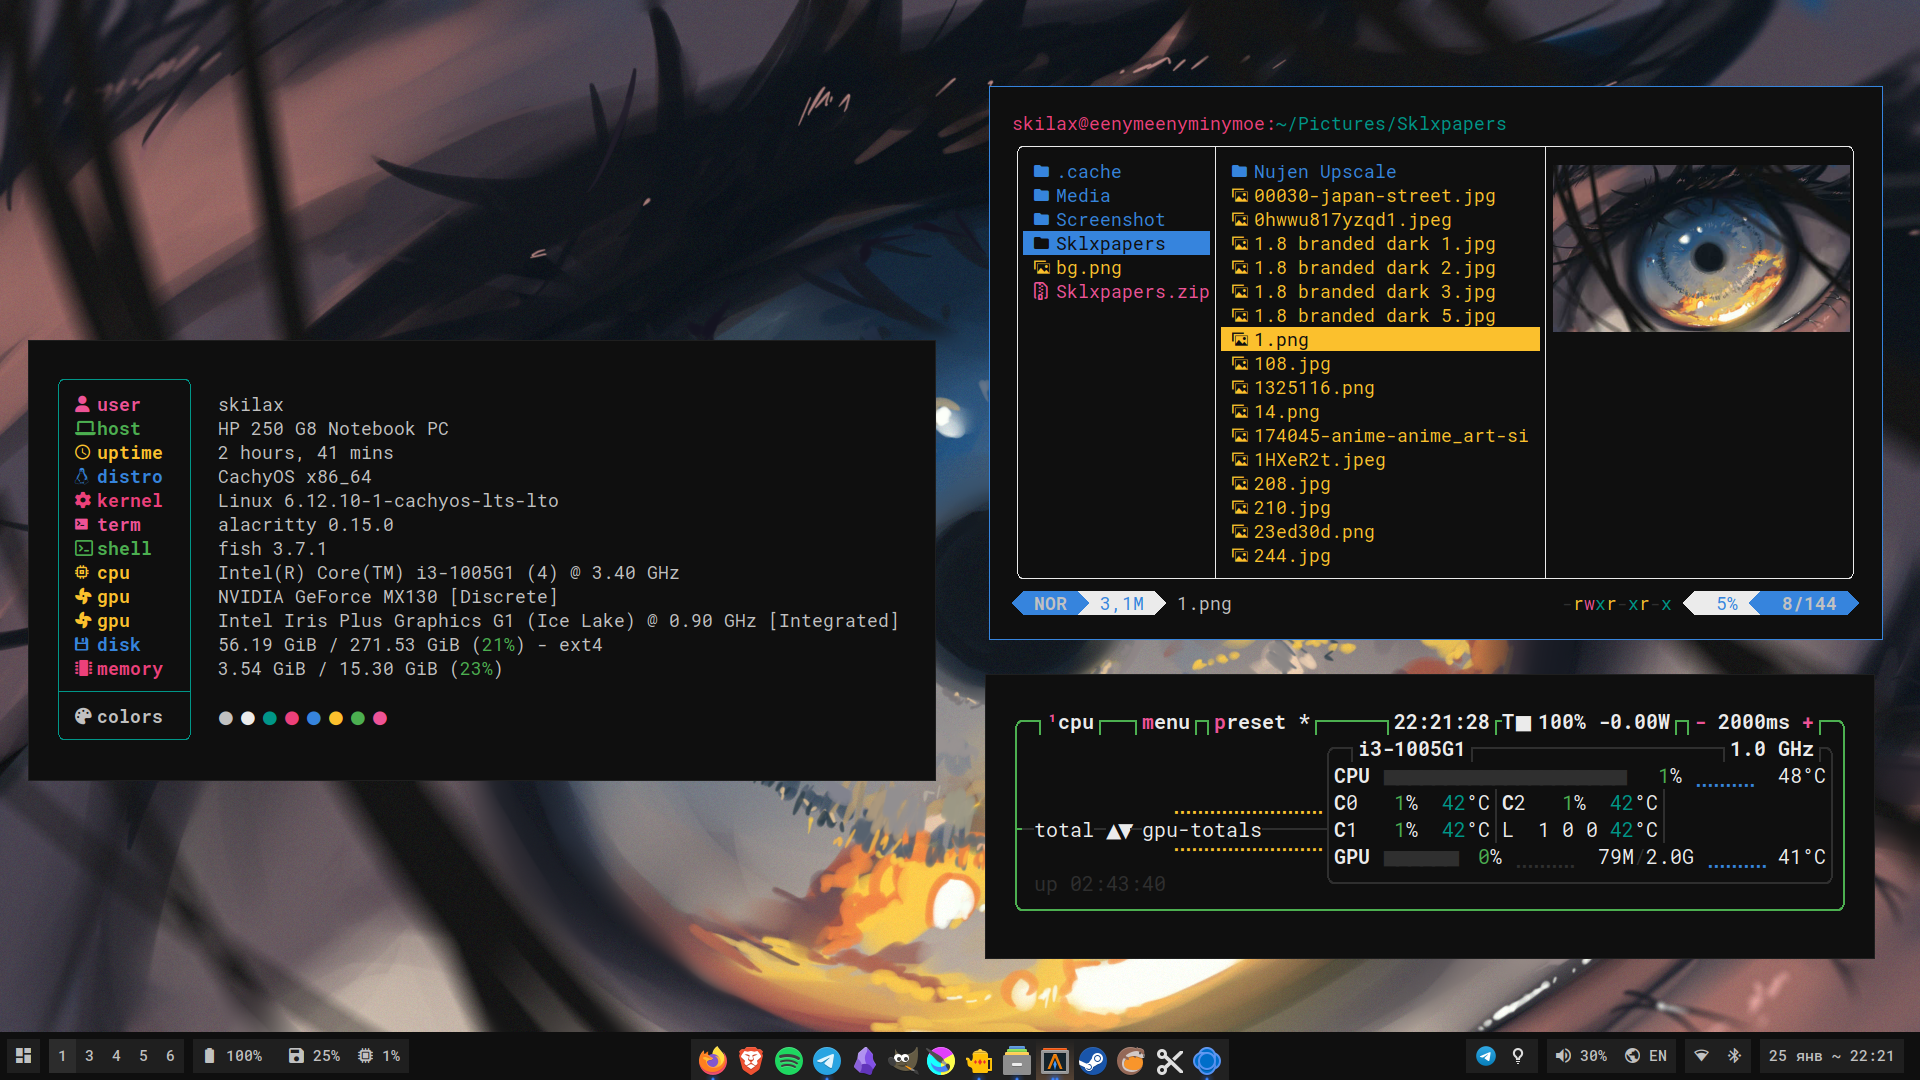 skilax@eenymeenyminymoe:~/Pictures/Sklxpapers
.cache
Media
Screenshot
Sklxpapers
bg.png
Sklxpapers.zip
Nujen Upscale
00030-japan-street.jpg
0hwwu817yzqd1.jpeg
1.8 branded dark 1.jpg
1.8 branded dark 2.jpg
1.8 branded dark 3.jpg
1.8 branded dark 5.jpg
1.png
108.jpg
1325116.png
14.png
174045-anime-anime_art-si
1HXeR2t.jpeg
208.jpg
210.jpg
23ed30d.png
244.jpg
NOR 3,1M 1.png -rwxr-xr-x 5% 8/144
user skilax
host HP 250 G8 Notebook PC
uptime 2 hours, 41 mins
distro CachyOS x86_64
kernel Linux 6.12.10-1-cachyos-lts-lto
term alacritty 0.15.0
shell fish 3.7.1
cpu Intel(R) Core(TM) i3-1005G1 (4) @ 3.40 GHz
gpu NVIDIA GeForce MX130 [Discrete]
gpu Intel Iris Plus Graphics G1 (Ice Lake) @ 0.90 GHz [Integrated]
disk 56.19 GiB / 271.53 GiB (21%) - ext4
memory 3.54 GiB / 15.30 GiB (23%)
colors
¹cpu menu preset * 22:21:28 T■ 100% -0.00W - 2000ms +
i3-1005G1 1.0 GHz
CPU 1% 48°C
C0 1% 42°C C2 1% 42°C
total ▲▼ gpu-totals C1 1% 42°C L 1 0 0 42°C
GPU 0% 79M/2.0G 41°C
up 02:43:40
1 3 4 5 6 100% 25% 1% 30% EN 25 янв ~ 22:21